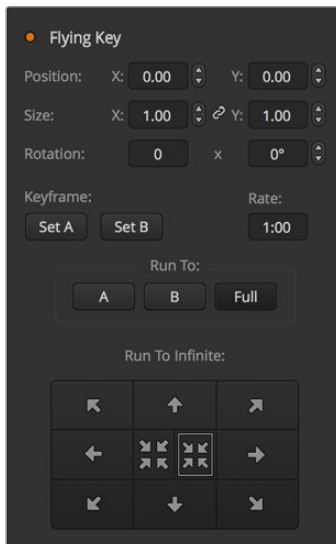 Flying Key
Position: X: 0.00 Y: 0.00
Size: X: 1.00 Y: 1.00
Rotation: 0 x 0°
Keyframe: Rate:
Set A Set B 1:00
Run To:
A B Full
Run To Infinite: